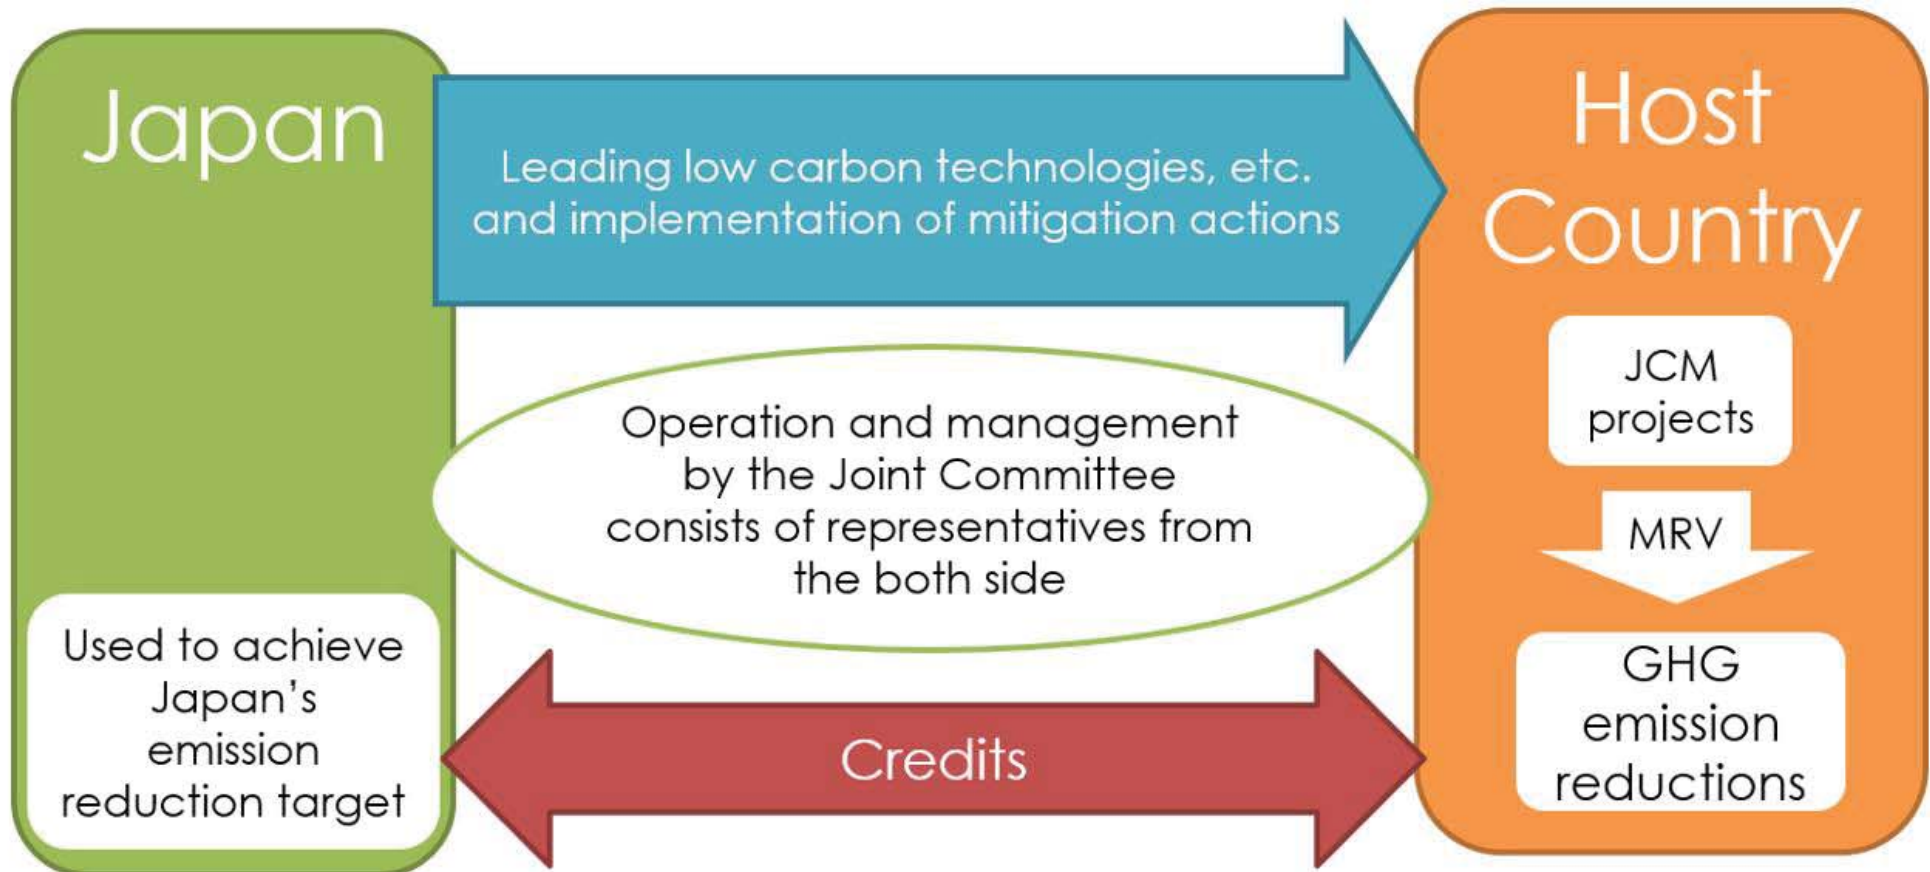 Japan
Leading low carbon technologies, etc.
and implementation of mitigation actions
Host
Country
JCM
projects
MRV
GHG
emission
reductions
Operation and management
by the Joint Committee
consists of representatives from
the both side
Used to achieve
Japan’s
emission
reduction target
Credits